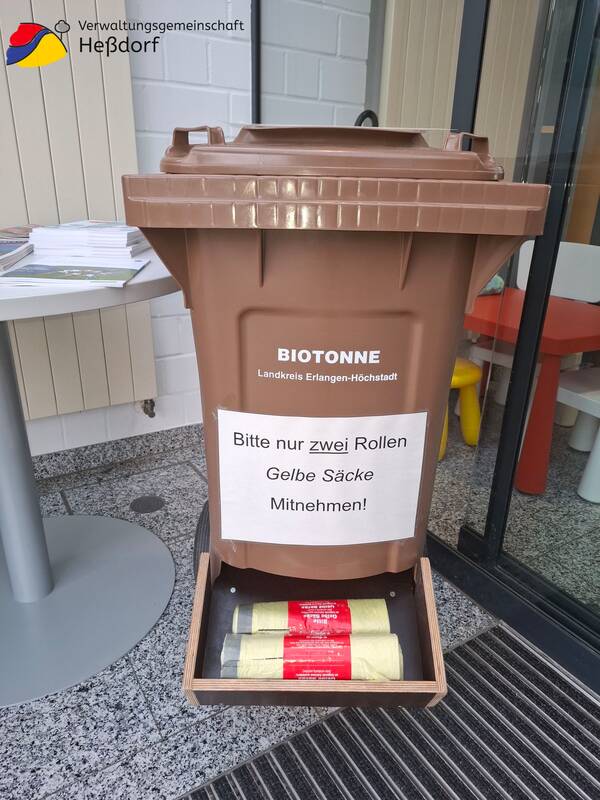 Verwaltungsgemeinschaft
Heßdorf
BIOTONNE
Landkreis Erlangen-Höchstadt
Bitte nur zwei Rollen
Gelbe Säcke
Mitnehmen!